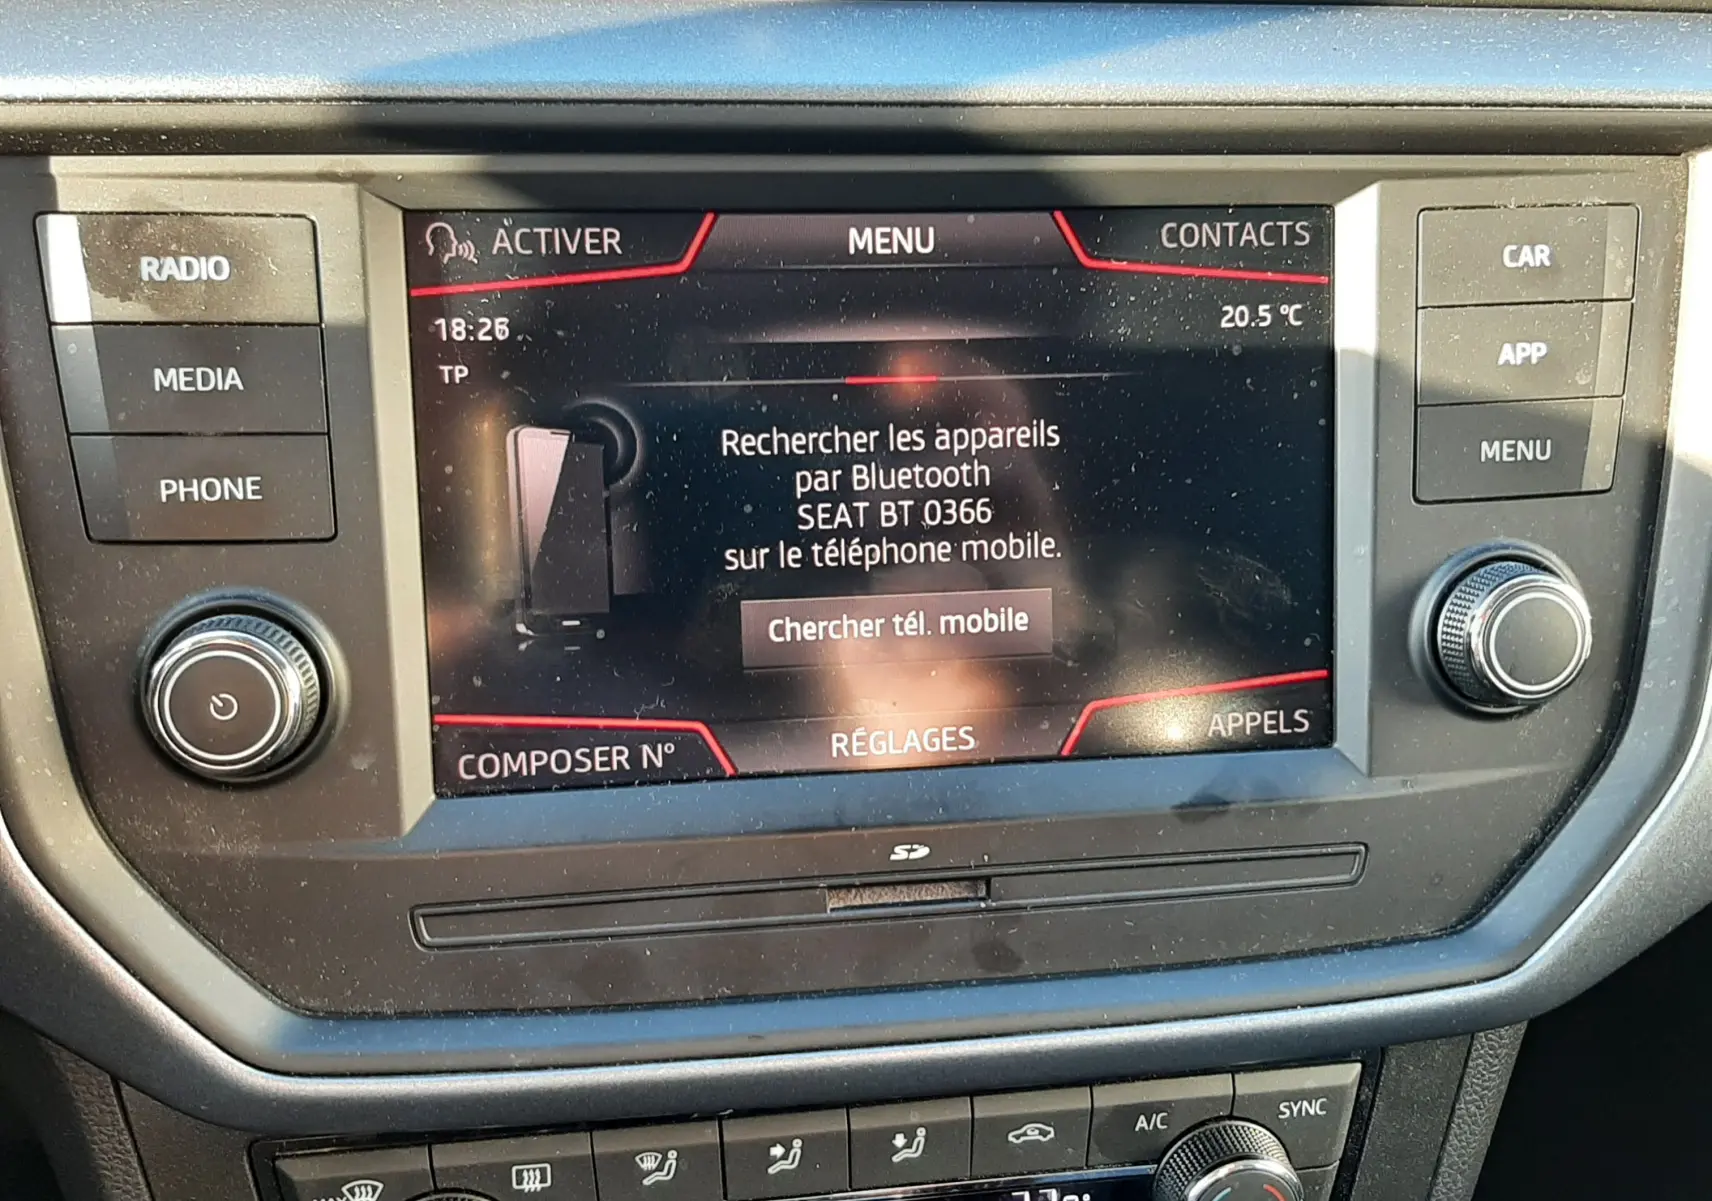 RADIO
MEDIA
PHONE
ACTIVER
MENU
CONTACTS
18:26
20.5 °C
TP
Rechercher les appareils
par Bluetooth
SEAT BT 0366
sur le téléphone mobile.
Chercher tél. mobile
COMPOSER N°
RÉGLAGES
APPELS
CAR
APP
MENU
SD
A/C
SYNC